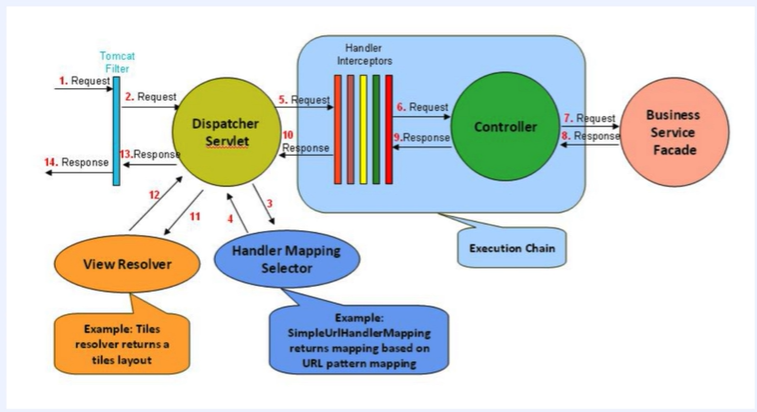 Handler
Interceptors
Tomcat
Filter
1. Request
2. Request
5. Request
6. Request
7. Request
8. Response
9.Response
10
Response
13.Response
14. Response
Dispatcher
Servlet
Controller
Business
Service
Facade
12
11
4
3
View Resolver
Handler Mapping
Selector
Execution Chain
Example: Tiles
resolver returns a
tiles layout
Example:
SimpleUrlHandlerMapping
returns mapping based on
URL pattern mapping